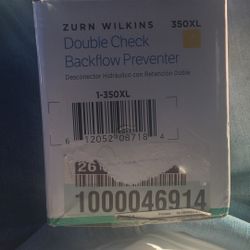 ZURN WILKINS 350XL
Double Check
Backflow Preventer
Desconector Hidráulico con Retención Doble
1-350XL
6 12052 08718 4
1000046914